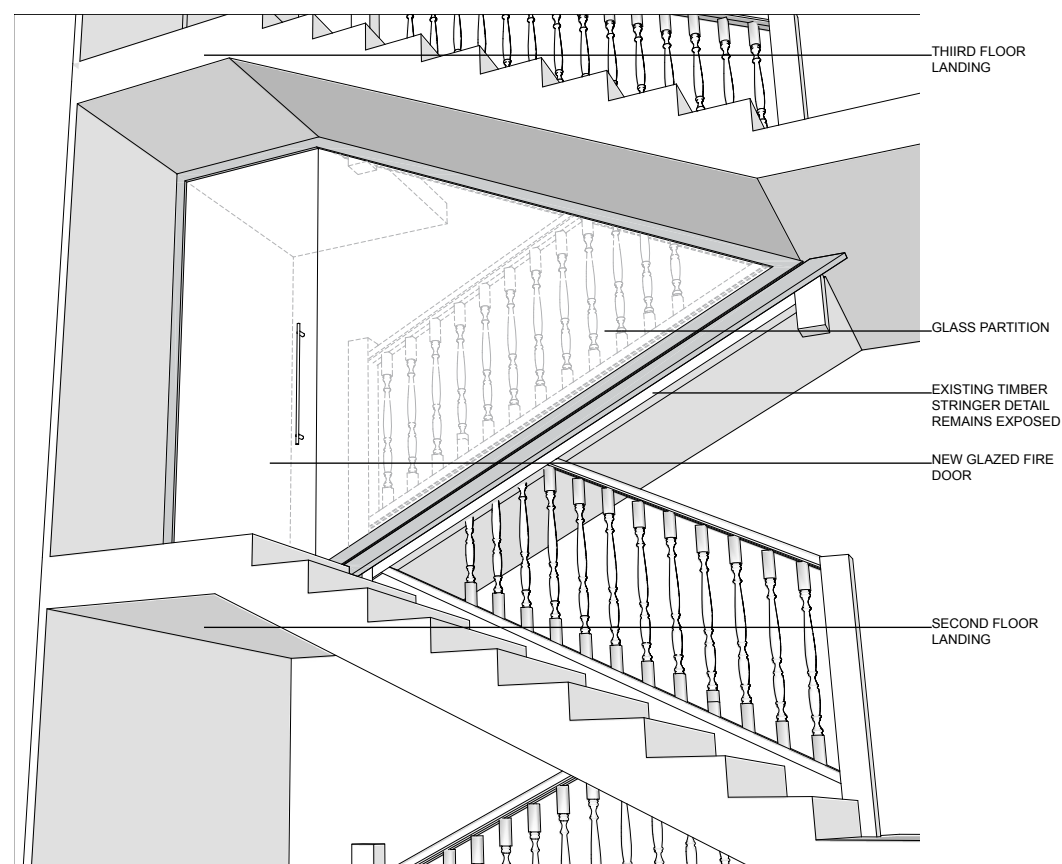 THIIRD FLOOR
LANDING
GLASS PARTITION
EXISTING TIMBER
STRINGER DETAIL
REMAINS EXPOSED
NEW GLAZED FIRE
DOOR
SECOND FLOOR
LANDING